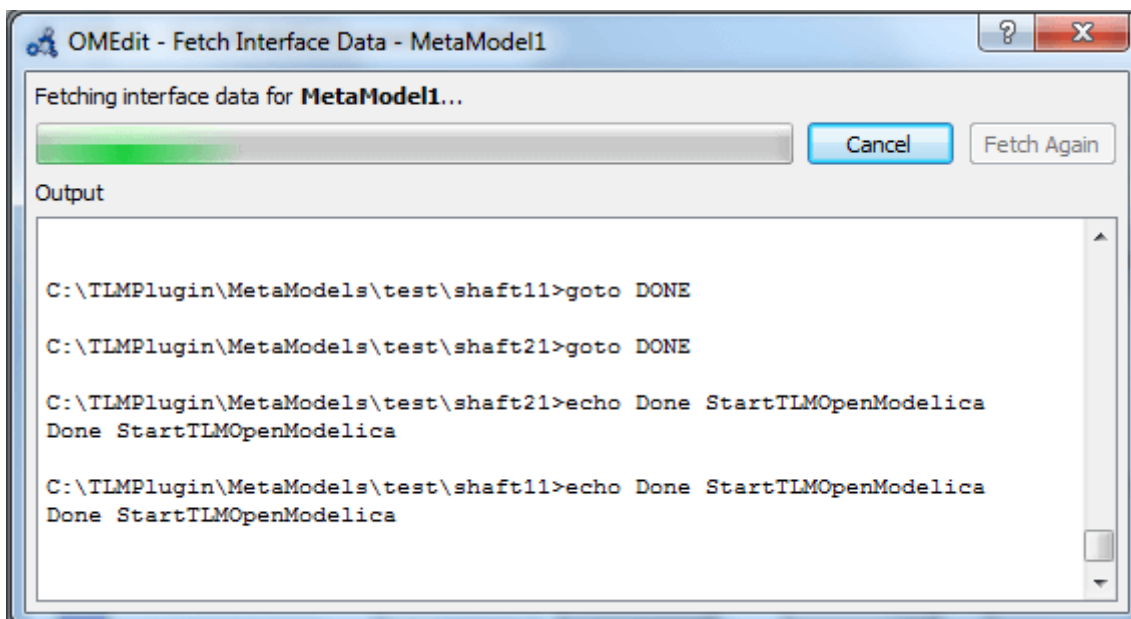 OMEdit - Fetch Interface Data - MetaModel1
Fetching interface data for MetaModel1...
Cancel
Fetch Again
Output
C:\TLMPlugin\MetaModels\test\shaft11>goto DONE
C:\TLMPlugin\MetaModels\test\shaft21>goto DONE
C:\TLMPlugin\MetaModels\test\shaft21>echo Done StartTLMOpenModelica
Done StartTLMOpenModelica
C:\TLMPlugin\MetaModels\test\shaft11>echo Done StartTLMOpenModelica
Done StartTLMOpenModelica